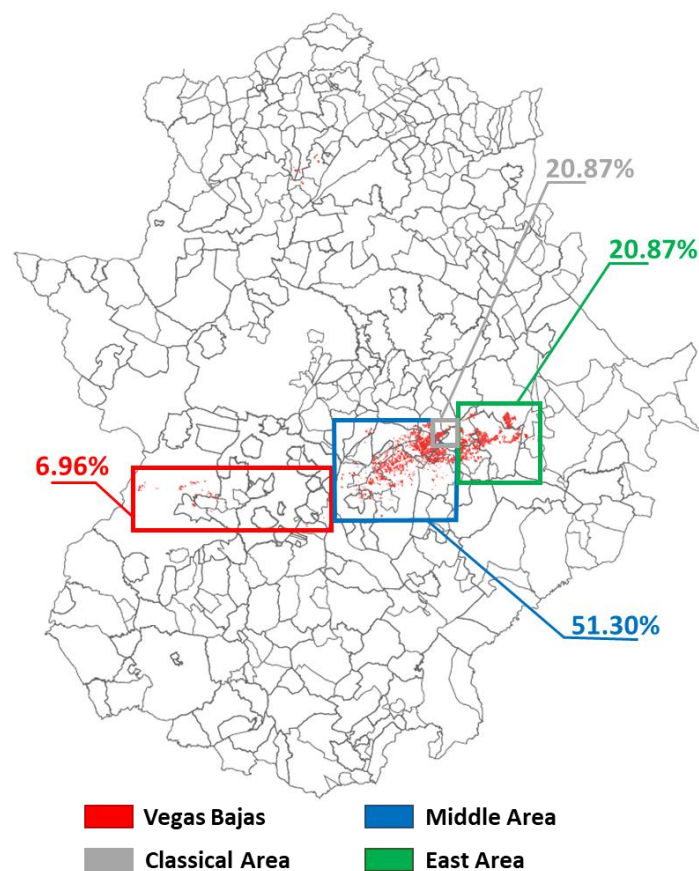 20.87%
20.87%
6.96%
51.30%
Vegas Bajas
Middle Area
Classical Area
East Area